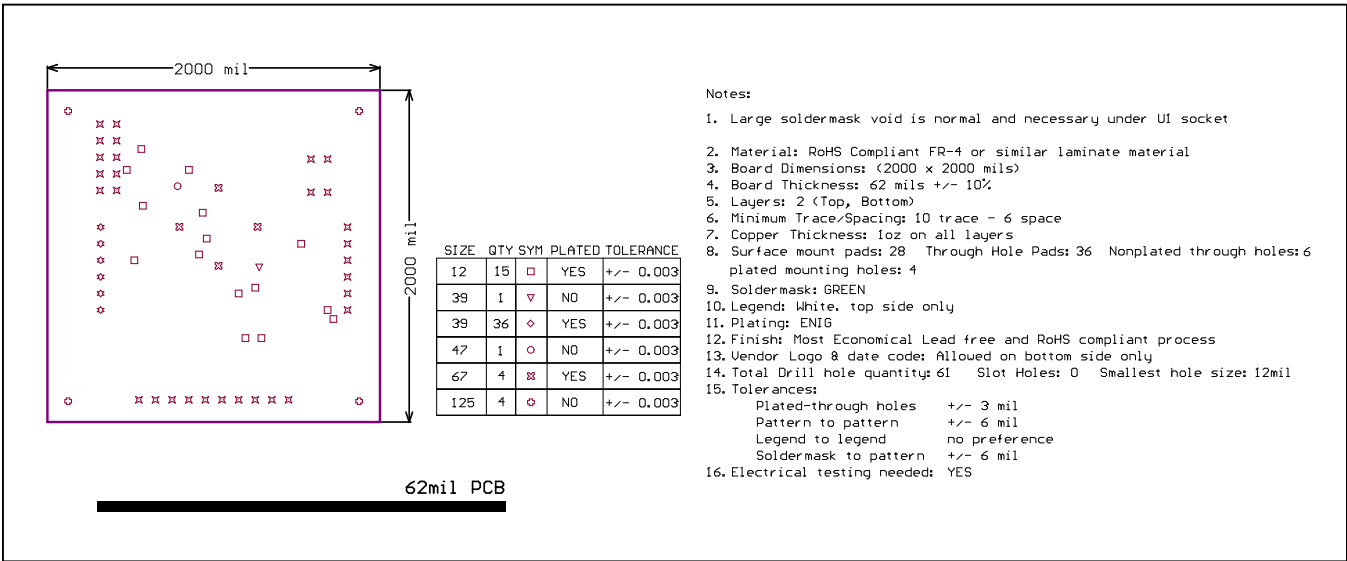 2000 mil
2000 mil
SIZE QTY SYM PLATED TOLERANCE
12 15 YES +/- 0.003
39 1 NO +/- 0.003
39 36 YES +/- 0.003
47 1 NO +/- 0.003
67 4 YES +/- 0.003
125 4 NO +/- 0.003
62mil PCB
Notes:
1. Large soldermask void is normal and necessary under UI socket
2. Material: RoHS Compliant FR-4 or similar laminate material
3. Board Dimensions: (2000 x 2000 mils)
4. Board Thickness: 62 mils +/- 10%
5. Layers: 2 (Top, Bottom)
6. Minimum Trace/Spacing: 10 trace - 6 space
7. Copper Thickness: 1oz on all layers
8. Surface mount pads: 28 Through Hole Pads: 36 Nonplated through holes: 6
plated mounting holes: 4
9. Soldermask: GREEN
10. Legend: White. top side only
11. Plating: ENIG
12. Finish: Most Economical Lead free and RoHS compliant process
13. Vendor Logo & date code: Allowed on bottom side only
14. Total Drill hole quantity: 61 Slot Holes: 0 Smallest hole size: 12mil
15. Tolerances:
Plated-through holes +/- 3 mil
Pattern to pattern +/- 6 mil
Legend to legend no preference
Soldermask to pattern +/- 6 mil
16. Electrical testing needed: YES